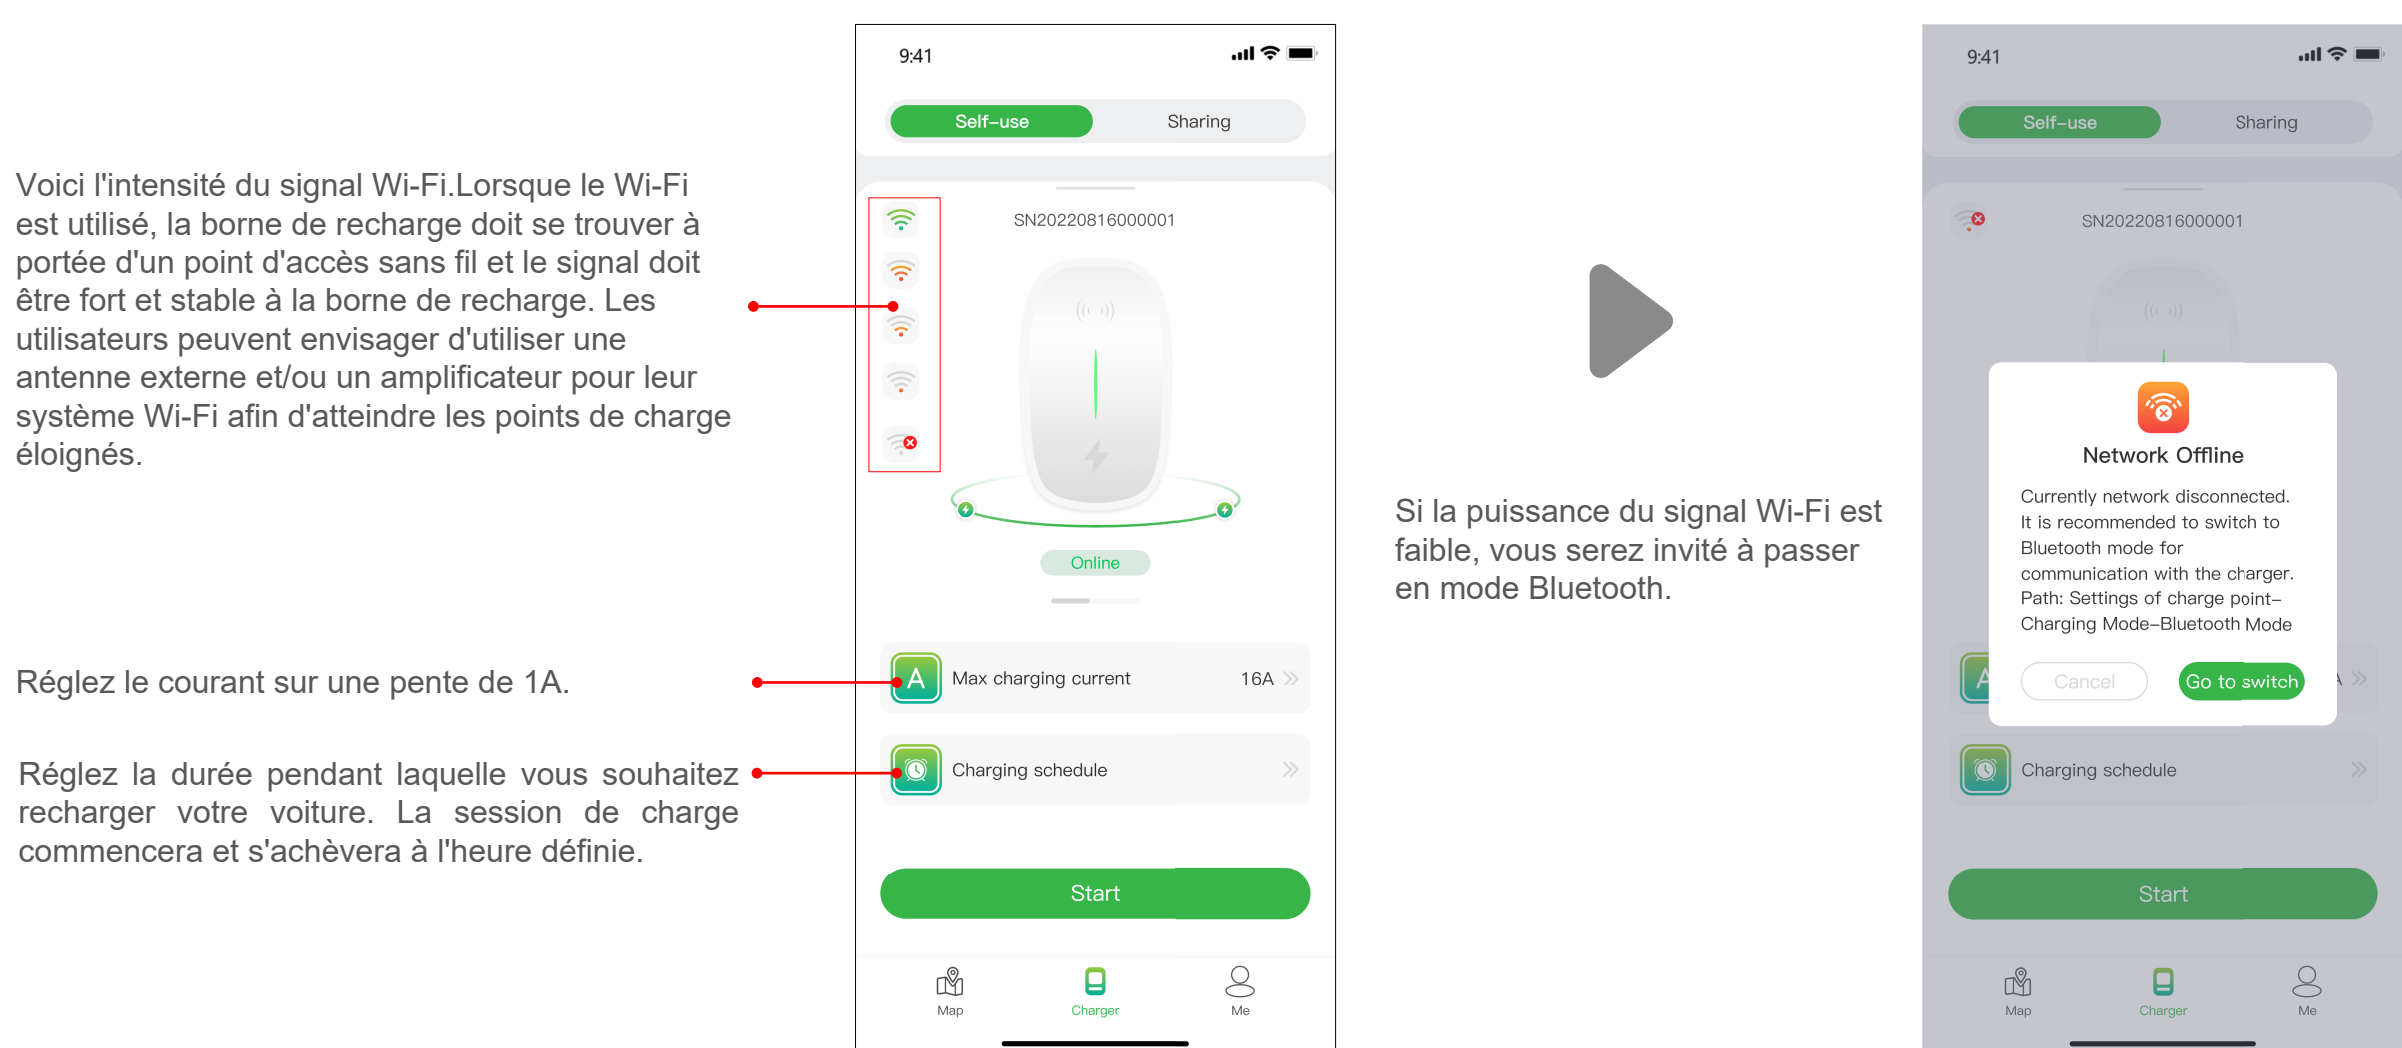 Voici l'intensité du signal Wi-Fi.Lorsque le Wi-Fi
est utilisé, la borne de recharge doit se trouver à
portée d'un point d'accès sans fil et le signal doit
être fort et stable à la borne de recharge. Les
utilisateurs peuvent envisager d'utiliser une
antenne externe et/ou un amplificateur pour leur
système Wi-Fi afin d'atteindre les points de charge
éloignés.
Réglez le courant sur une pente de 1A.
Réglez la durée pendant laquelle vous souhaitez
recharger votre voiture. La session de charge
commencera et s'achèvera à l'heure définie.
9:41
Self-use
Sharing
SN20220816000001
Online
A
Max charging current
16A
Charging schedule
Start
Map
Charger
Me
Si la puissance du signal Wi-Fi est
faible, vous serez invité à passer
en mode Bluetooth.
9:41
Self-use
Sharing
SN20220816000001
Network Offline
Currently network disconnected.
It is recommended to switch to
Bluetooth mode for
communication with the charger.
Path: Settings of charge point-
Charging Mode-Bluetooth Mode
Cancel
Go to switch
A
A
Charging schedule
Start
Map
Charger
Me